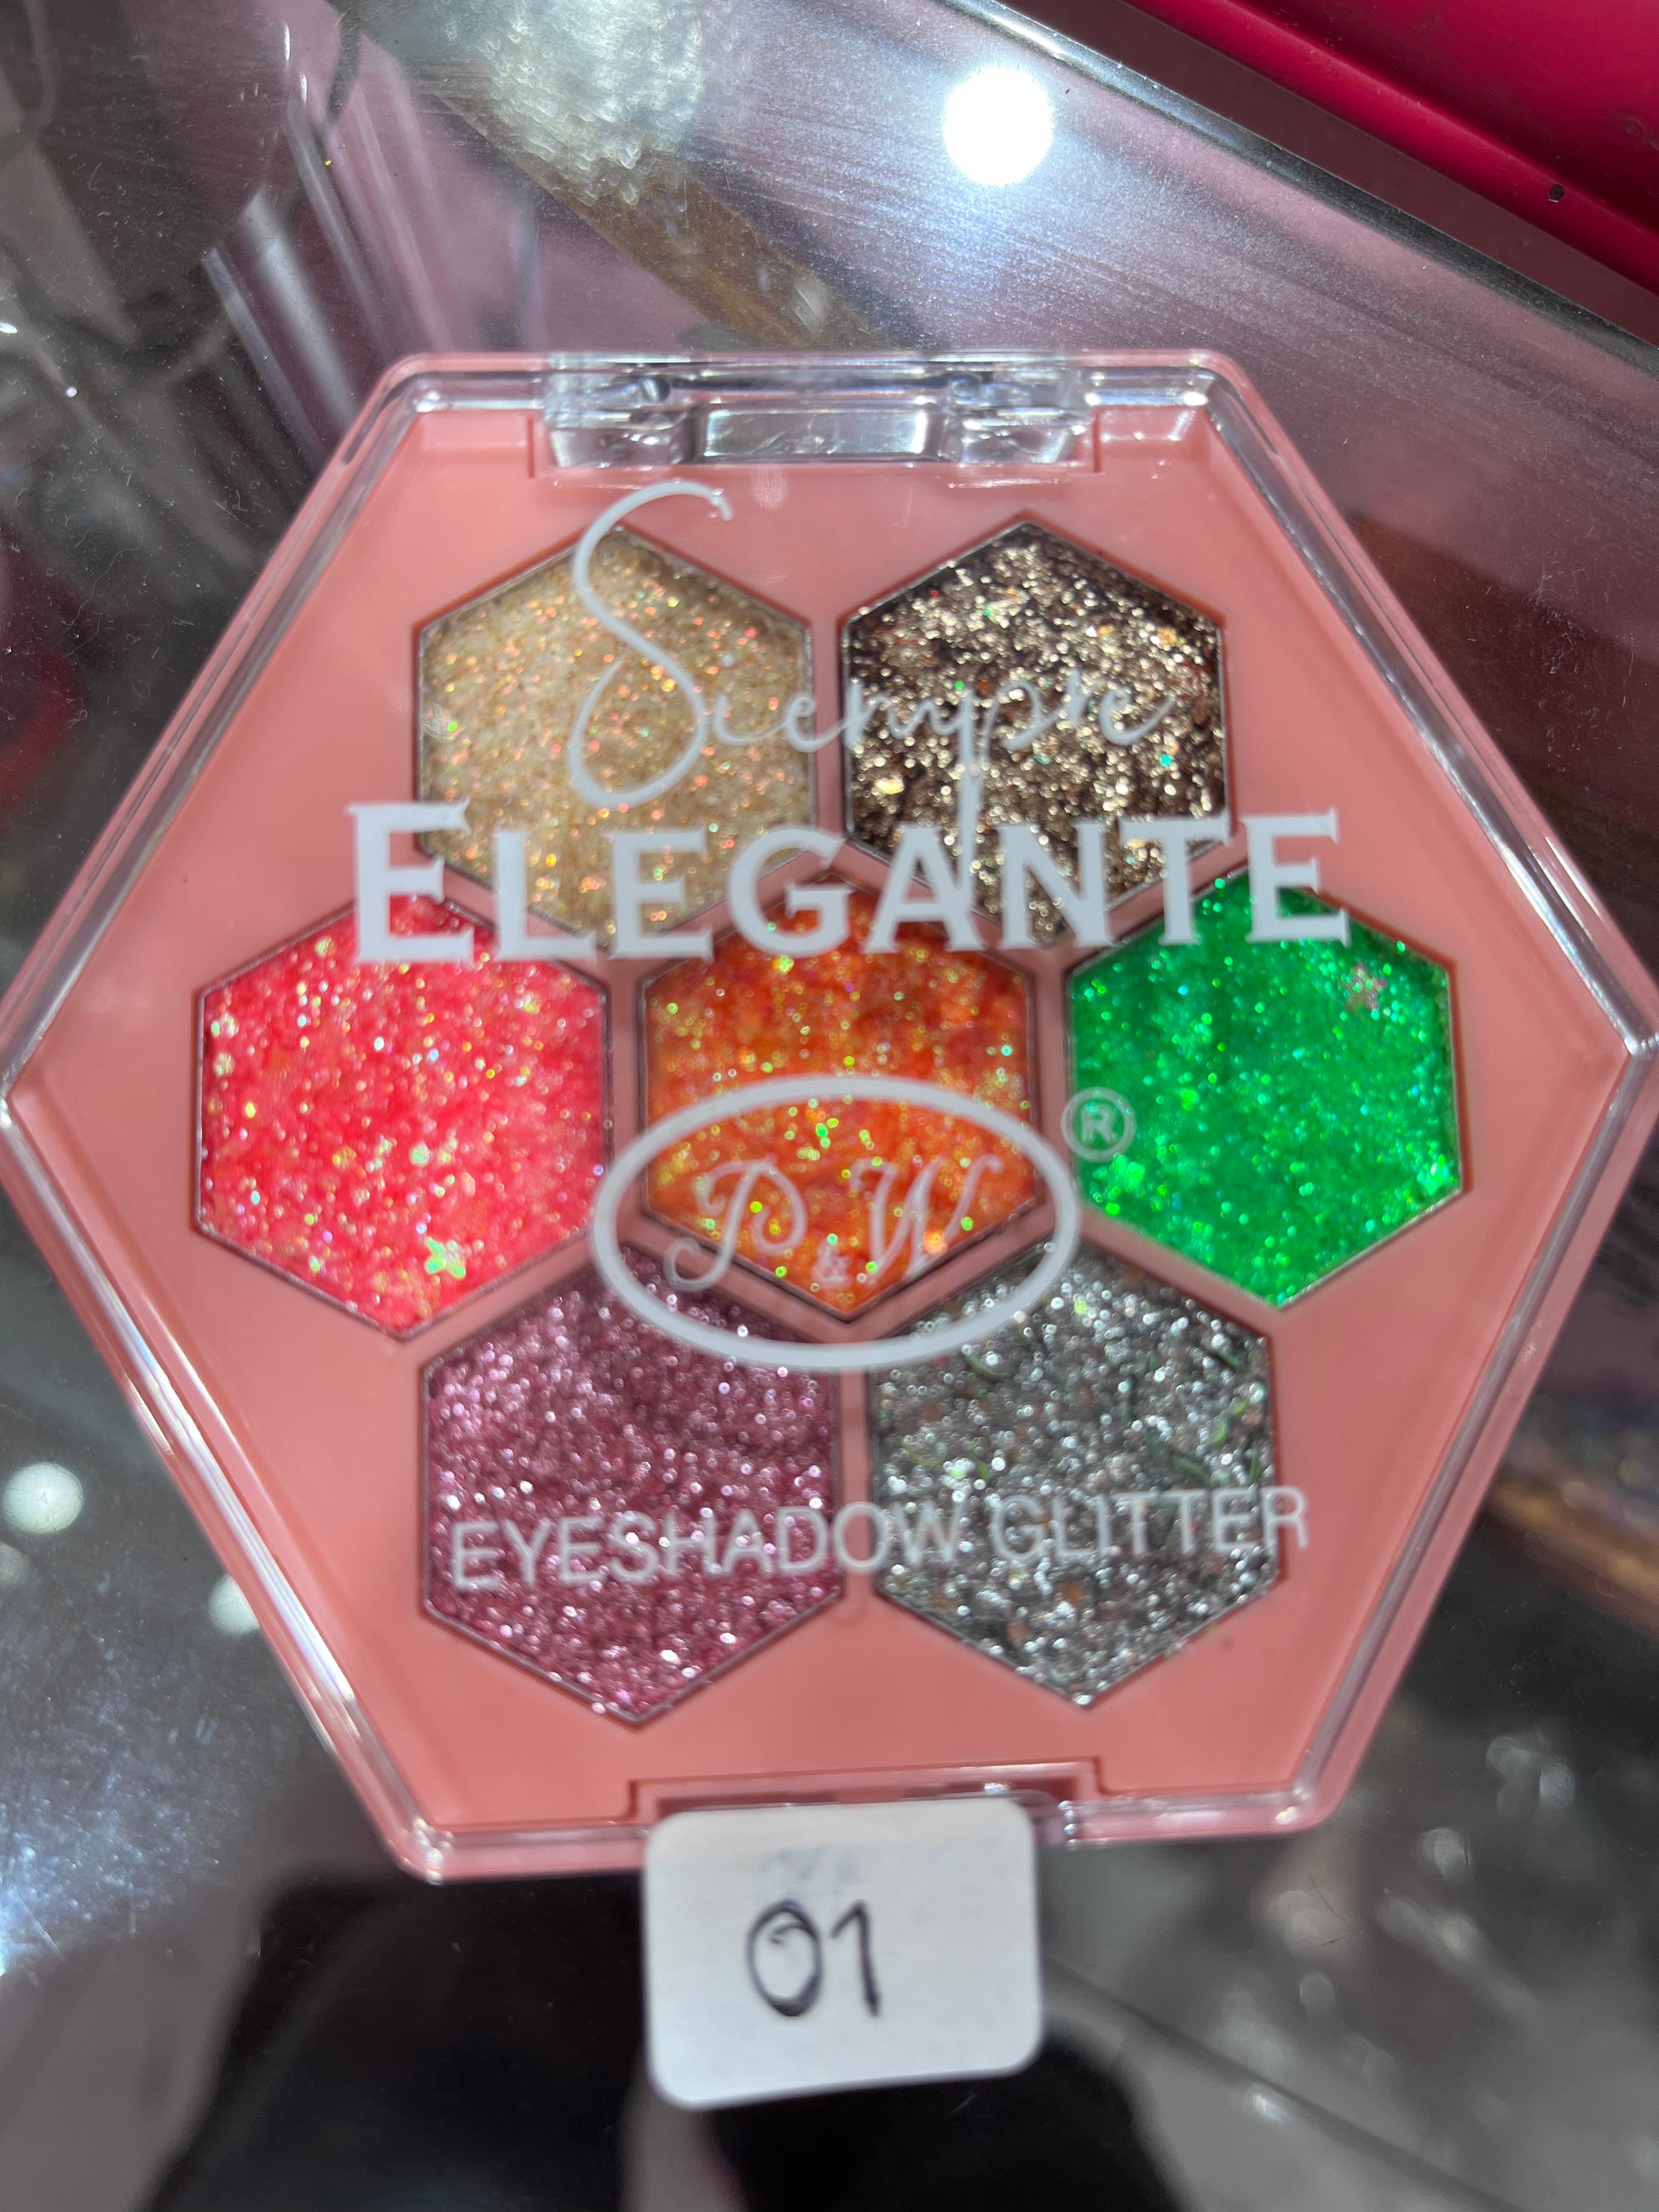 Siempre
ELEGANTE
P&W ®
EYESHADOW GLITTER
01